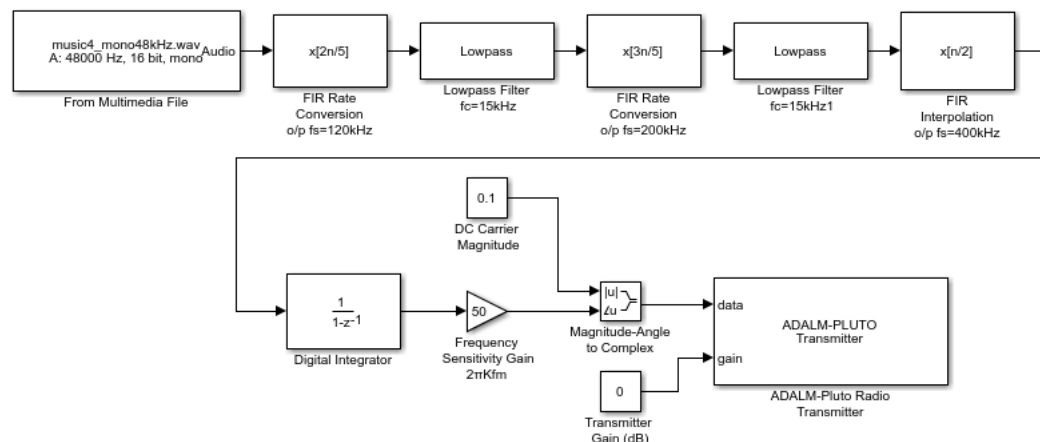 music4_mono48kHz.wav
A: 48000 Hz, 16 bit, mono
Audio
From Multimedia File
x[2n/5]
FIR Rate
Conversion
o/p fs=120kHz
Lowpass
Lowpass Filter
fc=15kHz
x[3n/5]
FIR Rate
Conversion
o/p fs=200kHz
Lowpass
Lowpass Filter
fc=15kHz1
x[n/2]
FIR
Interpolation
o/p fs=400kHz
0.1
DC Carrier
Magnitude
1
1-z-1
Digital Integrator
50
Frequency
Sensitivity Gain
2πKfm
|u|
∠u
Magnitude-Angle
to Complex
0
Transmitter
Gain (dB)
data
gain
ADALM-PLUTO
Transmitter
ADALM-Pluto Radio
Transmitter